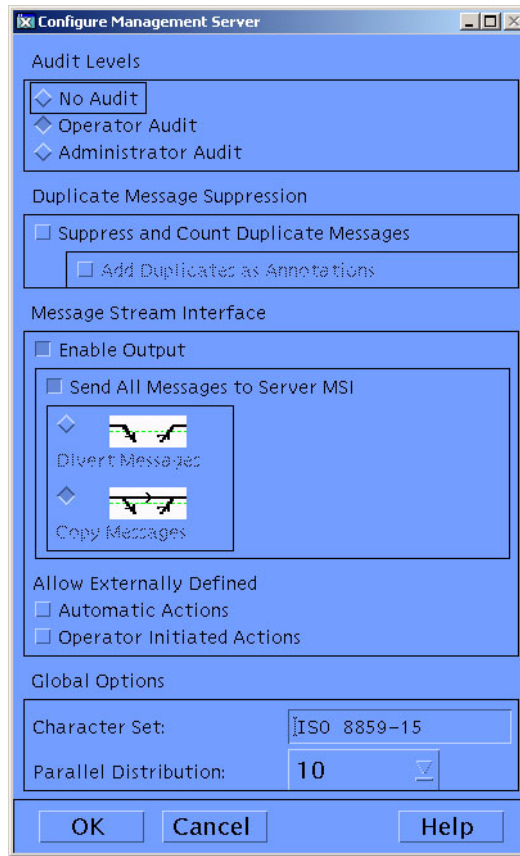 Configure Management Server
Audit Levels
No Audit
Operator Audit
Administrator Audit
Duplicate Message Suppression
Suppress and Count Duplicate Messages
Add Duplicates as Annotations
Message Stream Interface
Enable Output
Send All Messages to Server MSI
Divert Messages
Copy Messages
Allow Externally Defined
Automatic Actions
Operator Initiated Actions
Global Options
Character Set: ISO 8859-15
Parallel Distribution: 10
OK Cancel Help